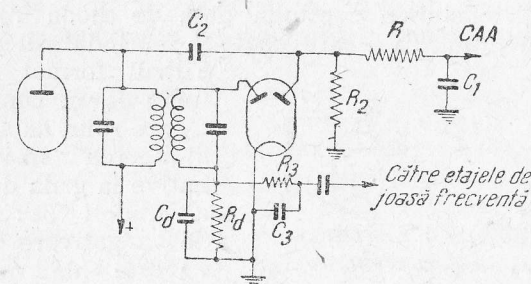 C2
R
CAA
R2
C1
R3
Către etajele de
joasă frecvență
Cd
Rd
C3
+